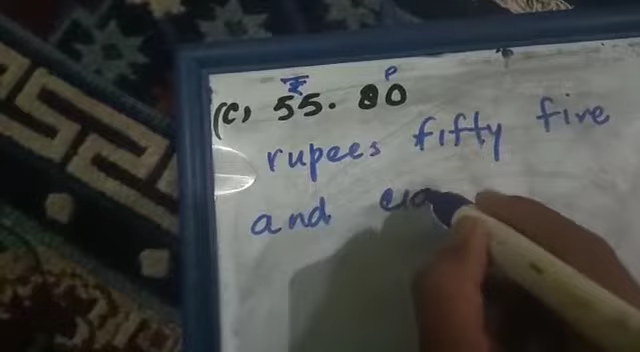 ₹ P
(C) 55.80
rupees fifty five
and